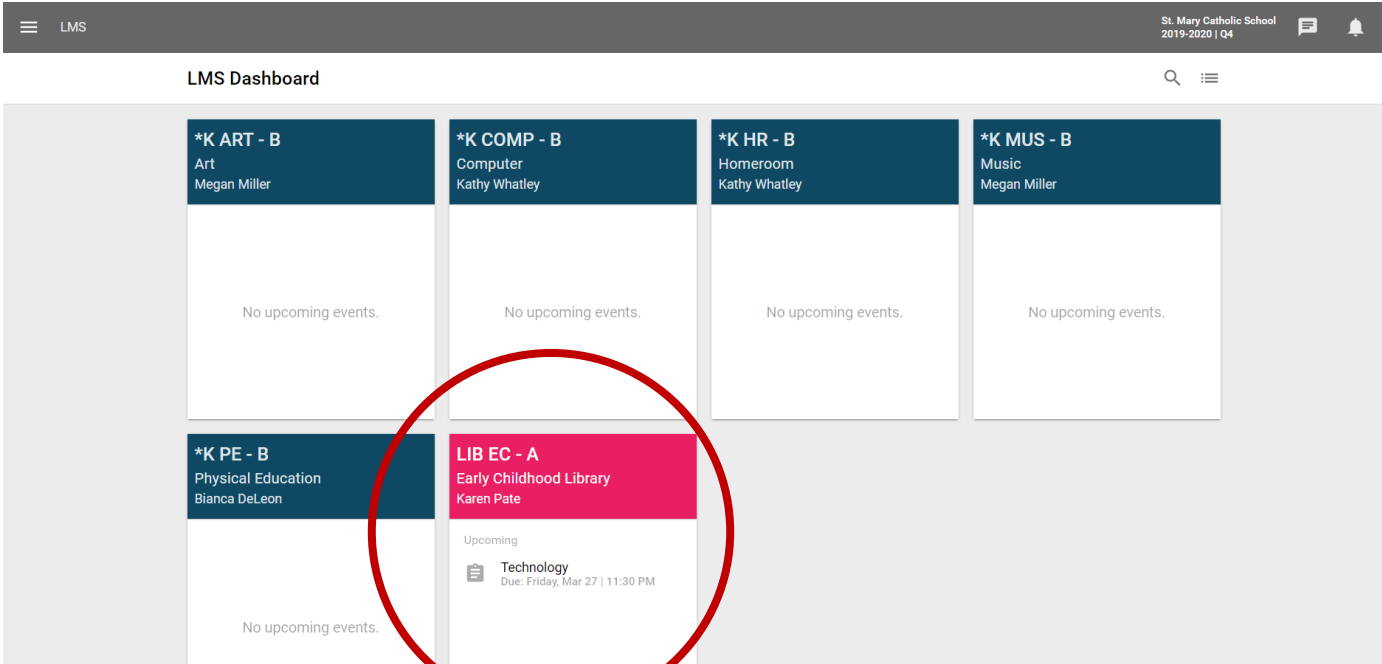 LMS
St. Mary Catholic School
2019-2020 | Q4
LMS Dashboard
*K ART - B
Art
Megan Miller
No upcoming events.
*K COMP - B
Computer
Kathy Whatley
No upcoming events.
*K HR - B
Homeroom
Kathy Whatley
No upcoming events.
*K MUS - B
Music
Megan Miller
No upcoming events.
*K PE - B
Physical Education
Bianca DeLeon
No upcoming events.
LIB EC - A
Early Childhood Library
Karen Pate
Upcoming
Technology
Due: Friday, Mar 27 | 11:30 PM